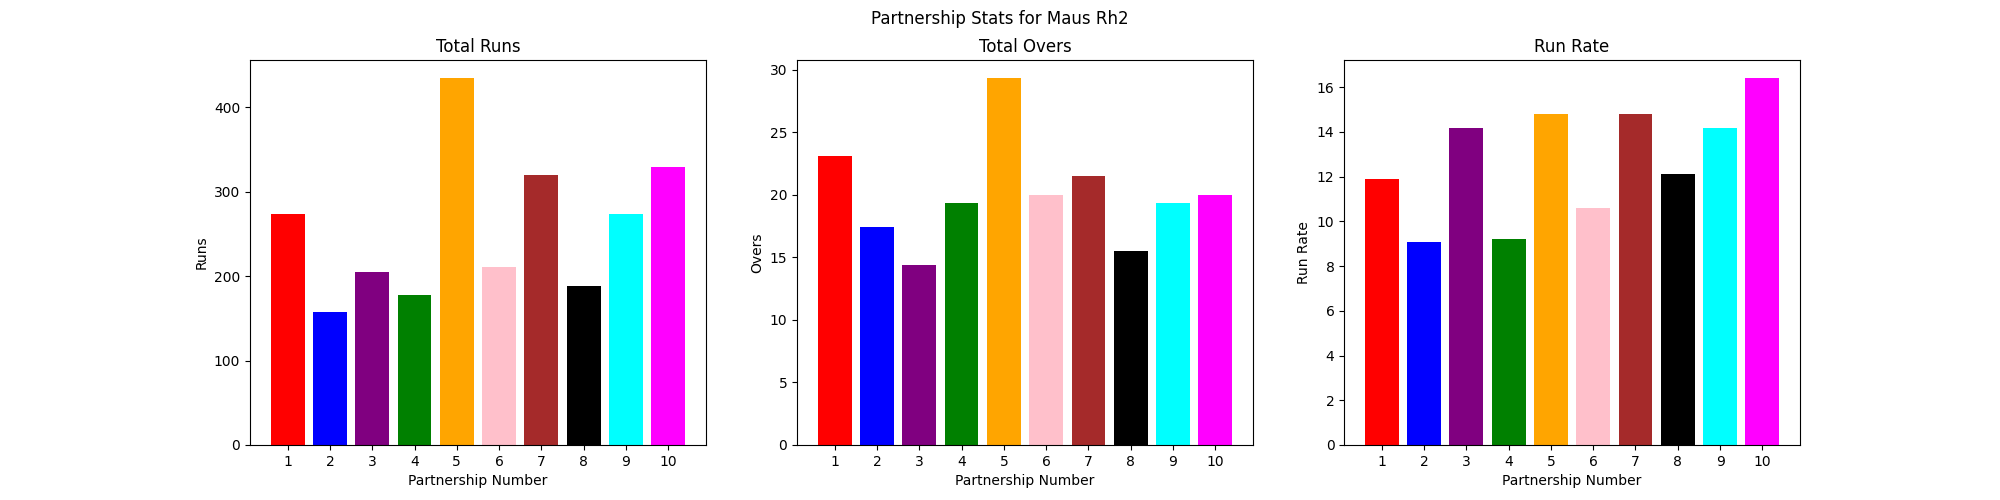 Partnership Stats for Maus Rh2
Total Runs
Runs
400
300
200
100
0
1 2 3 4 5 6 7 8 9 10
Partnership Number
Total Overs
Overs
30
25
20
15
10
5
0
1 2 3 4 5 6 7 8 9 10
Partnership Number
Run Rate
Run Rate
16
14
12
10
8
6
4
2
0
1 2 3 4 5 6 7 8 9 10
Partnership Number